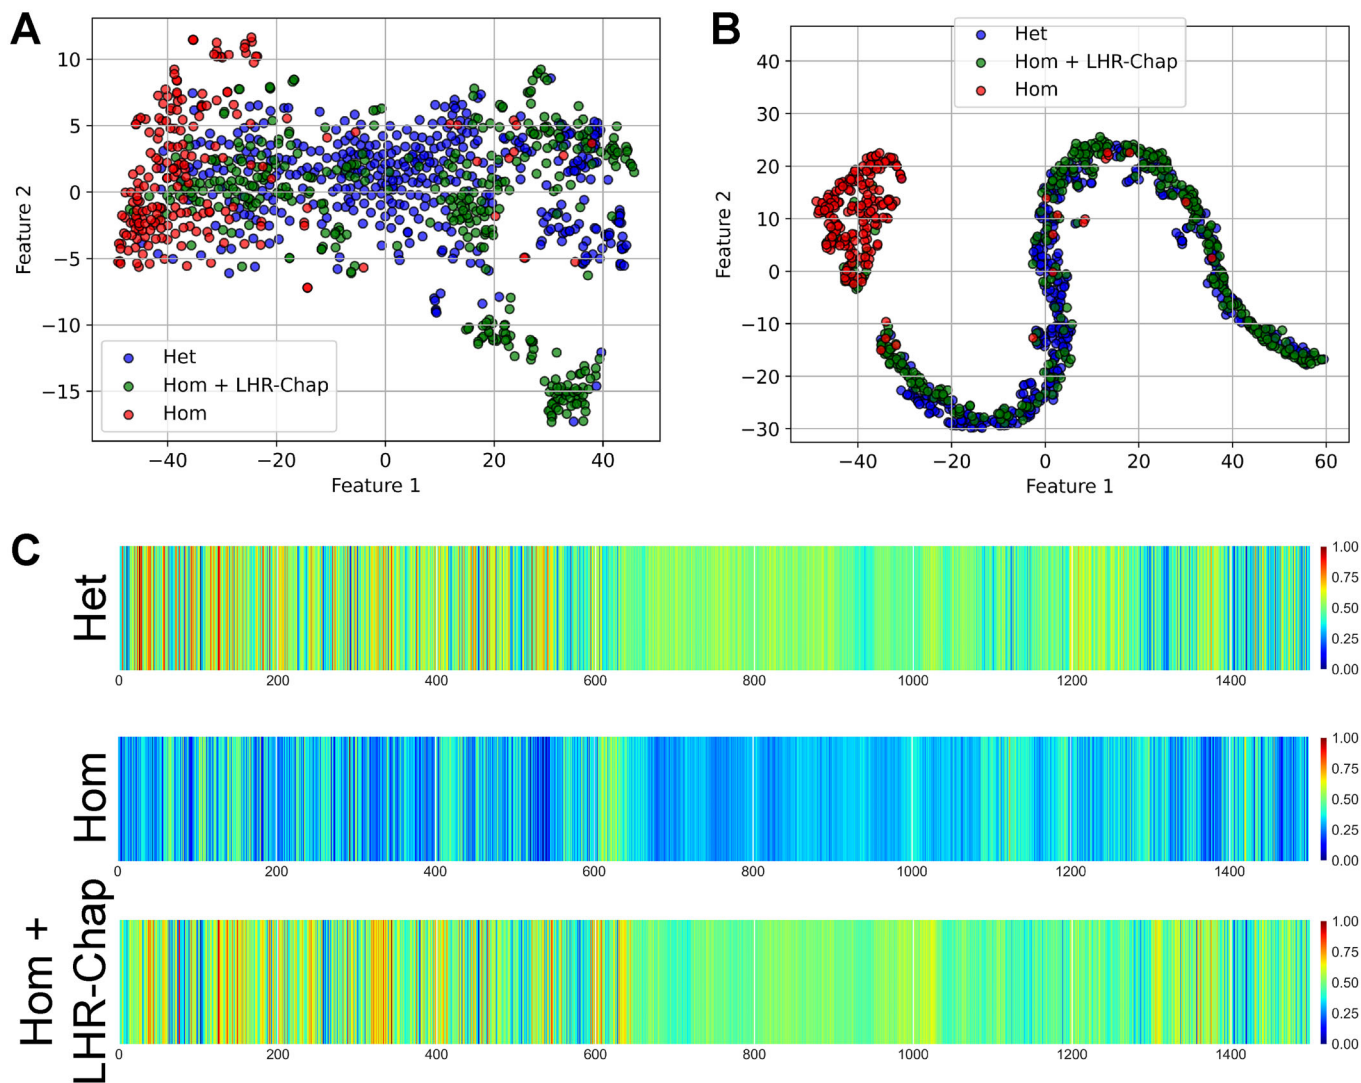 A
10
5
0
−5
−10
−15
Feature 2
Het
Hom + LHR-Chap
Hom
−40 −20 0 20 40
Feature 1
B
Het
Hom + LHR-Chap
Hom
40
30
20
10
0
−10
−20
−30
Feature 2
−40 −20 0 20 40 60
Feature 1
C
Het
0 200 400 600 800 1000 1200 1400
1.00
0.75
0.50
0.25
0.00
Hom
0 200 400 600 800 1000 1200 1400
1.00
0.75
0.50
0.25
0.00
Hom +
LHR-Chap
0 200 400 600 800 1000 1200 1400
1.00
0.75
0.50
0.25
0.00